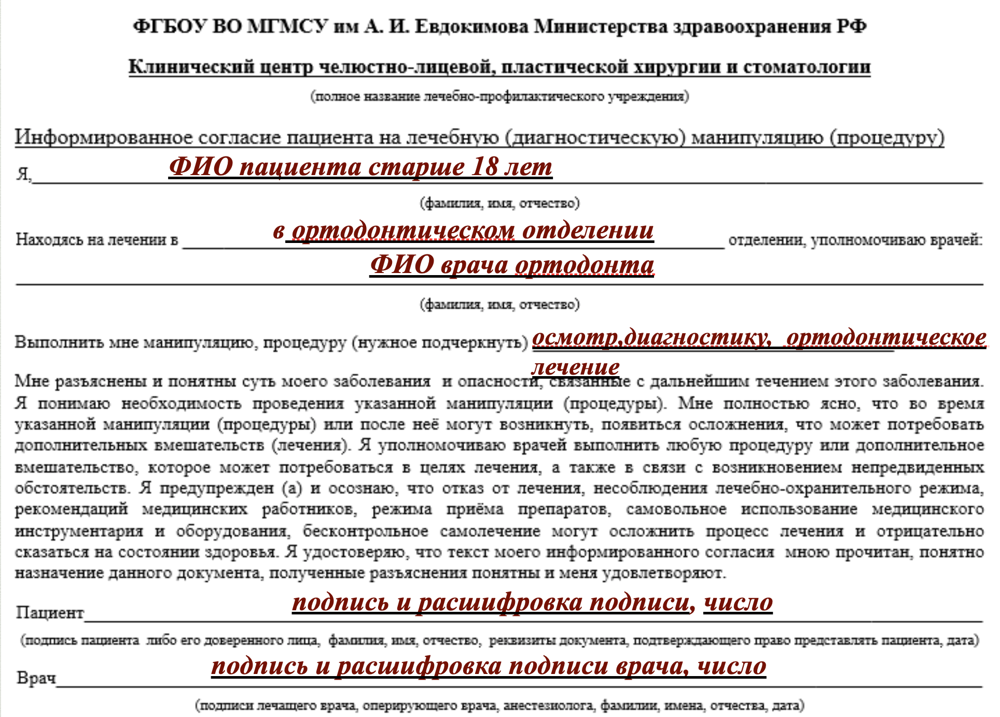 ФГБОУ ВО МГМСУ им А. И. Евдокимова Министерства здравоохранения РФ
Клинический центр челюстно-лицевой, пластической хирургии и стоматологии
(полное название лечебно-профилактического учреждения)
Информированное согласие пациента на лечебную (диагностическую) манипуляцию (процедуру)
Я, ФИО пациента старше 18 лет
(фамилия, имя, отчество)
Находясь на лечении в в ортодонтическом отделении отделении, уполномочиваю врачей:
ФИО врача ортодонта
(фамилия, имя, отчество)
Выполнить мне манипуляцию, процедуру (нужное подчеркнуть) осмотр,диагностику, ортодонтическое
лечение
Мне разъяснены и понятны суть моего заболевания и опасности, связанные с дальнейшим течением этого заболевания.
Я понимаю необходимость проведения указанной манипуляции (процедуры). Мне полностью ясно, что во время
указанной манипуляции (процедуры) или после неё могут возникнуть, появиться осложнения, что может потребовать
дополнительных вмешательств (лечения). Я уполномочиваю врачей выполнить любую процедуру или дополнительное
вмешательство, которое может потребоваться в целях лечения, а также в связи с возникновением непредвиденных
обстоятельств. Я предупрежден (а) и осознаю, что отказ от лечения, несоблюдения лечебно-охранительного режима,
рекомендаций медицинских работников, режима приёма препаратов, самовольное использование медицинского
инструментария и оборудования, бесконтрольное самолечение могут осложнить процесс лечения и отрицательно
сказаться на состоянии здоровья. Я удостоверяю, что текст моего информированного согласия мною прочитан, понятно
назначение данного документа, полученные разъяснения понятны и меня удовлетворяют.
Пациент подпись и расшифровка подписи, число
(подпись пациента либо его доверенного лица, фамилия, имя, отчество, реквизиты документа, подтверждающего право представлять пациента, дата)
Врач подпись и расшифровка подписи врача, число
(подписи лечащего врача, оперирующего врача, анестезиолога, фамилии, имена, отчества, дата)